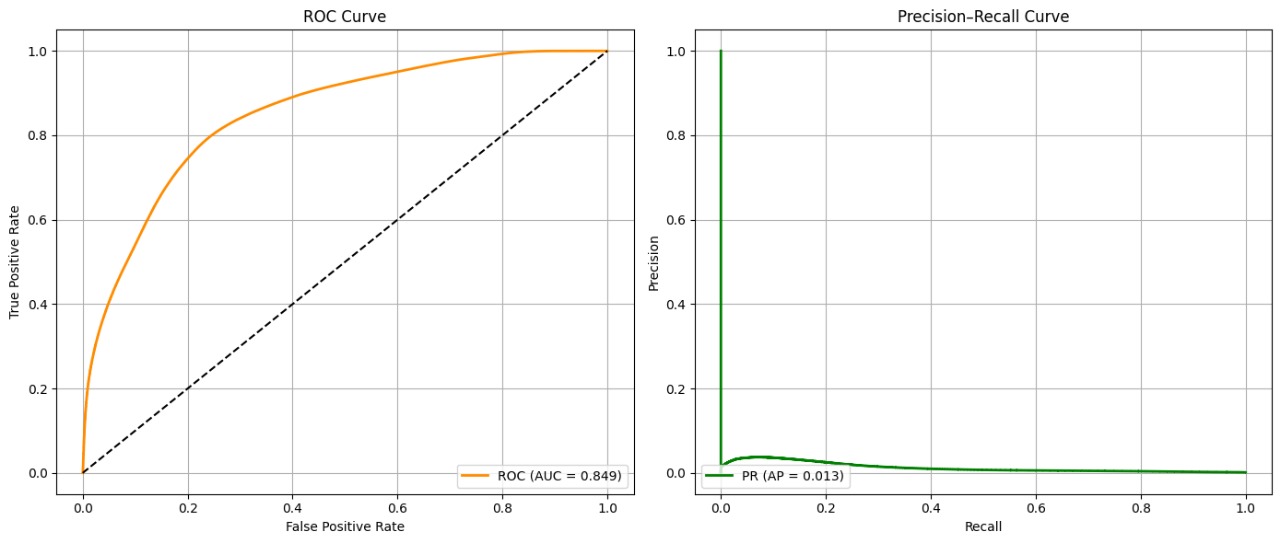 ROC Curve
1.0
0.8
0.6
0.4
0.2
0.0
True Positive Rate
0.0 0.2 0.4 0.6 0.8 1.0
False Positive Rate
ROC (AUC = 0.849)
Precision–Recall Curve
1.0
0.8
0.6
0.4
0.2
0.0
Precision
0.0 0.2 0.4 0.6 0.8 1.0
Recall
PR (AP = 0.013)